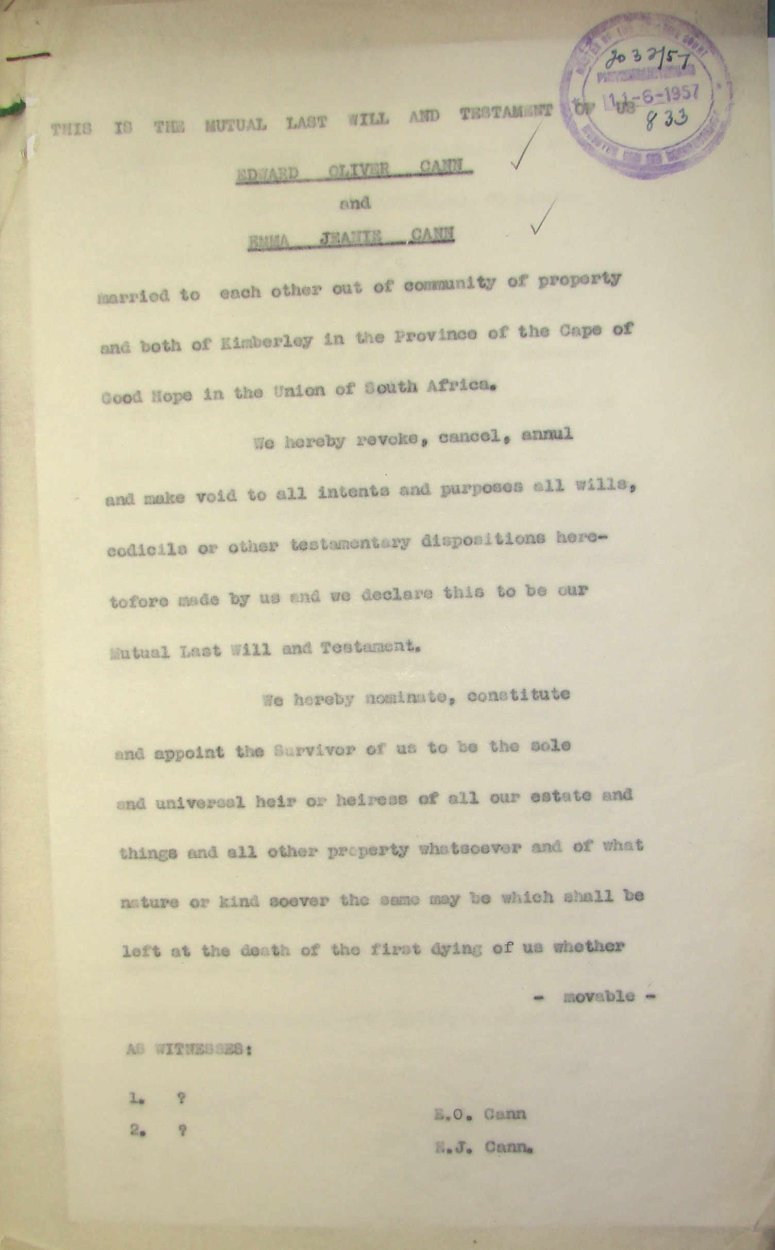 2032/57
11-6-1957
833
THIS IS THE MUTUAL LAST WILL AND TESTAMENT OF US
EDWARD OLIVER CANN
and
EMMA JEANIE CANN
married to each other out of community of property
and both of Kimberley in the Province of the Cape of
Good Hope in the Union of South Africa.
We hereby revoke, cancel, annul
and make void to all intents and purposes all wills,
codicils or other testamentary dispositions here-
tofore made by us and we declare this to be our
Mutual Last Will and Testament.
We hereby nominate, constitute
and appoint the Survivor of us to be the sole
and universal heir or heiress of all our estate and
things and all other property whatsoever and of what
nature or kind soever the same may be which shall be
left at the death of the first dying of us whether
- movable -
AS WITNESSES:
1. ?
2. ?
E.O. Cann
E.J. Cann.